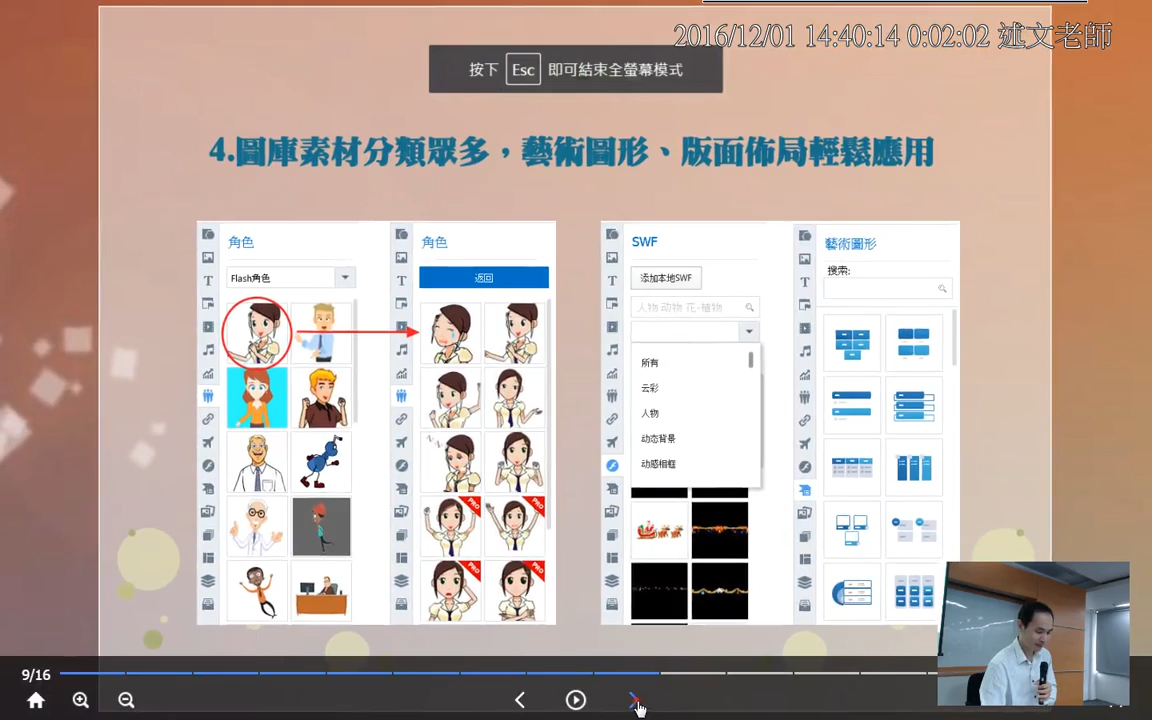 2016/12/01 14:40:14 0:02:02 述文老師
按下 Esc 即可結束全螢幕模式
4.圖庫素材分類眾多，藝術圖形、版面佈局輕鬆應用
角色
Flash角色
角色
返回
PRO
PRO
PRO
PRO
SWF
添加本地SWF
人物 动物 花-植物
所有
云彩
人物
动态背景
动感相框
藝術圖形
搜索:
9/16